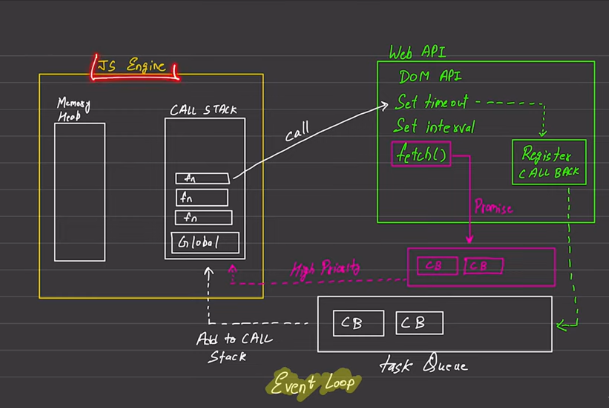 JS Engine
Memory
Heap
CALL STACK
fn
fn
fn
Global
call
Web API
DOM API
Set timeout
Set interval
fetch()
Register
CALL BACK
Promise
High Priority
CB CB
CB CB
Add to CALL
Stack
task Queue
Event Loop